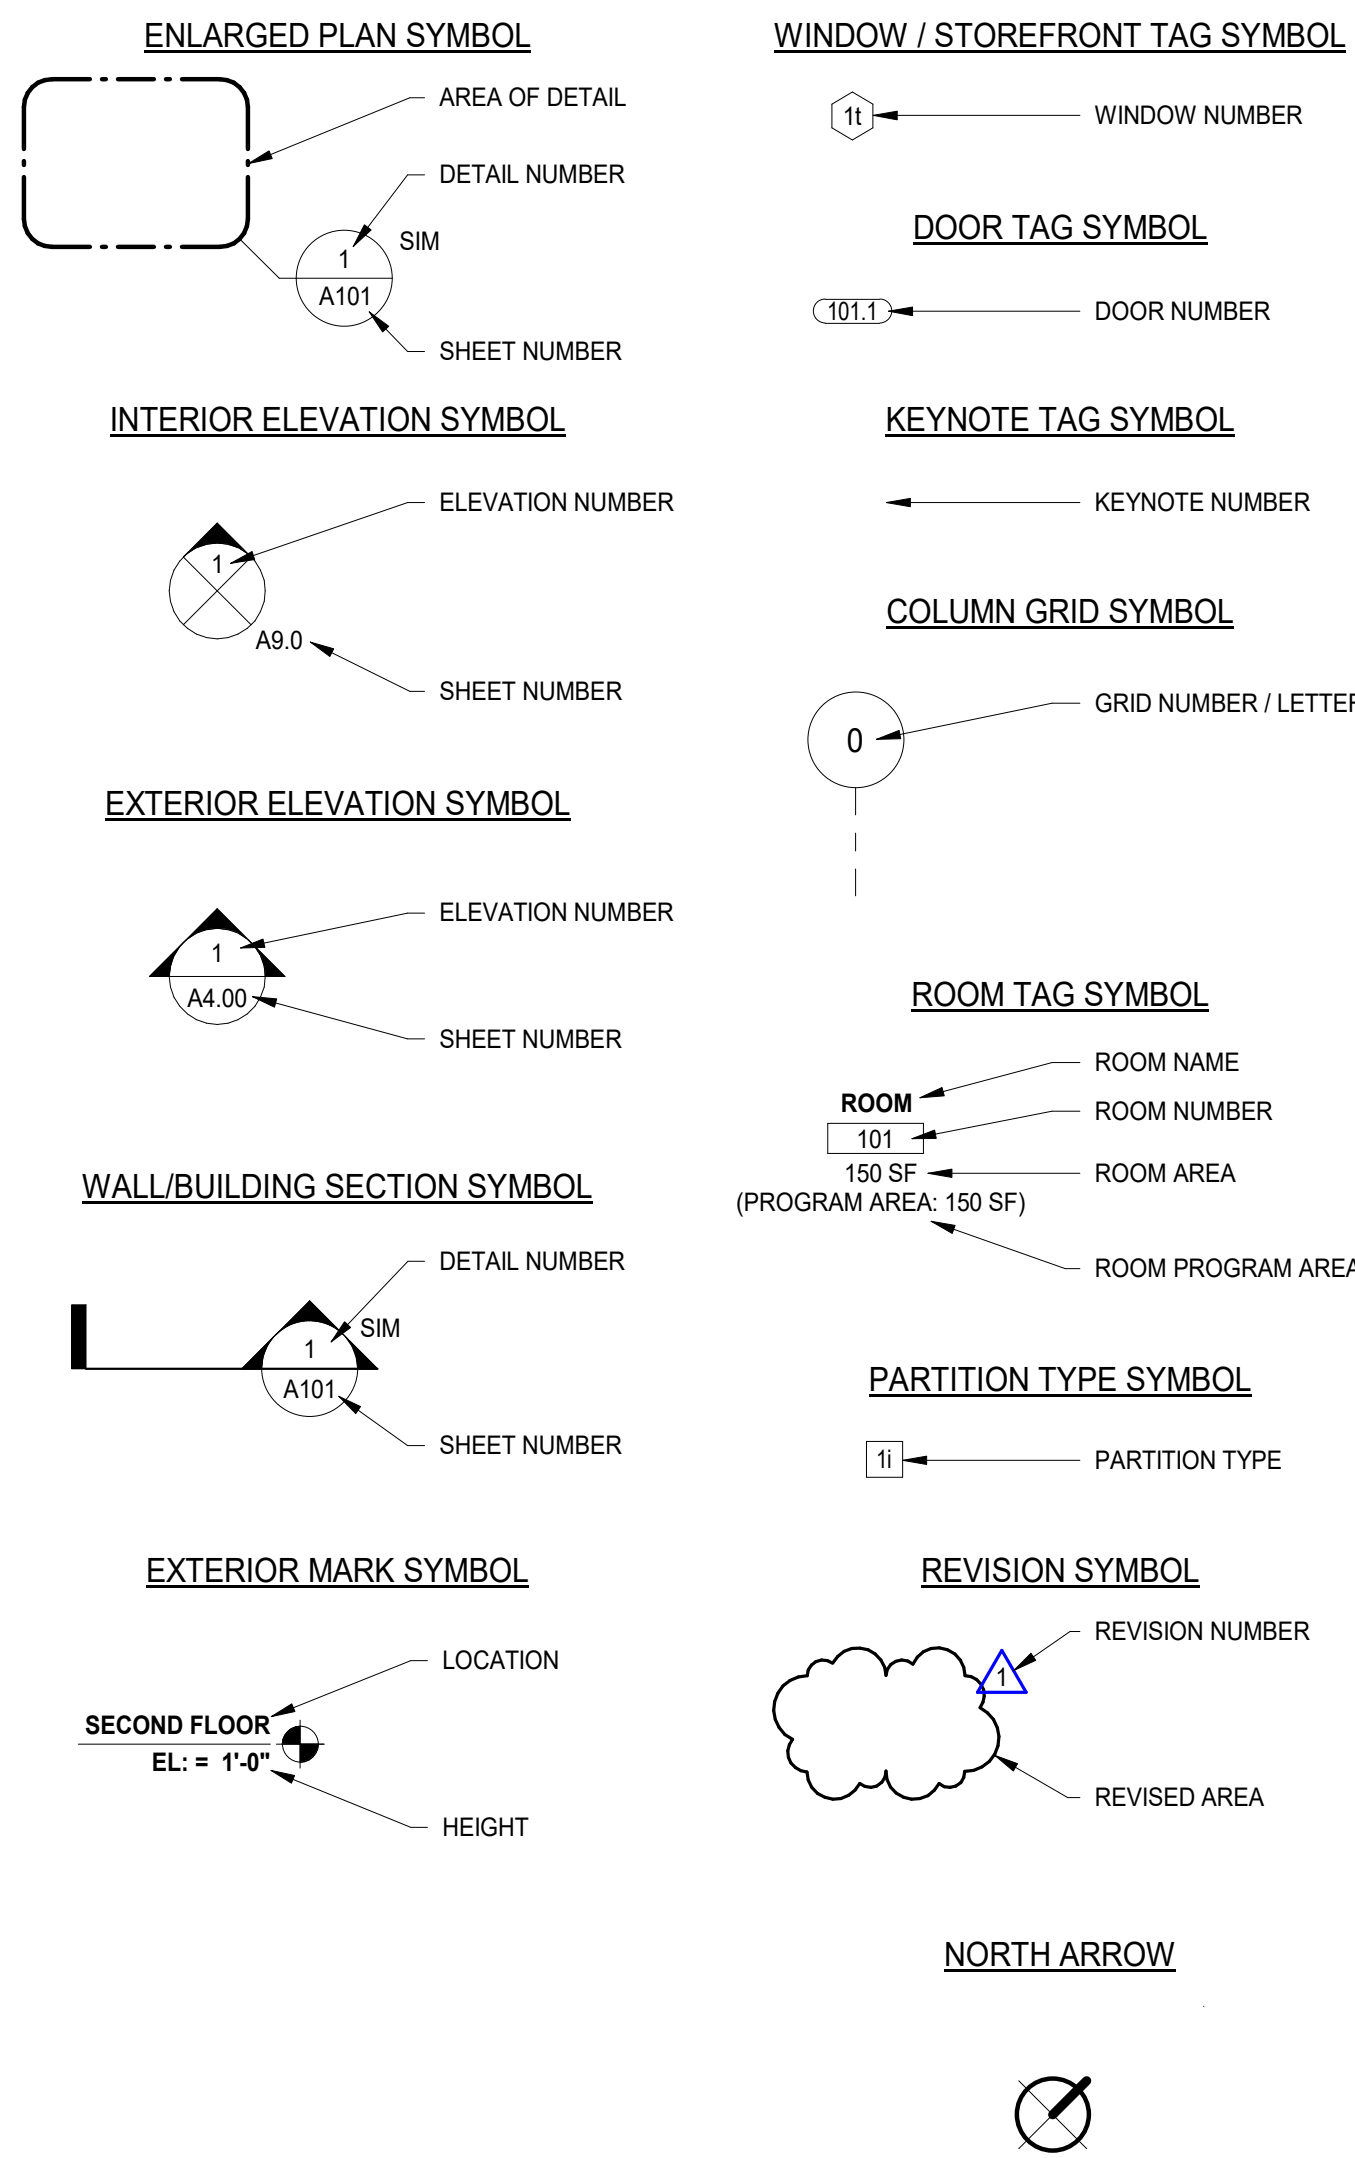 ENLARGED PLAN SYMBOL
AREA OF DETAIL
DETAIL NUMBER
SIM
1
A101
SHEET NUMBER
INTERIOR ELEVATION SYMBOL
ELEVATION NUMBER
1
A9.0
SHEET NUMBER
EXTERIOR ELEVATION SYMBOL
ELEVATION NUMBER
1
A4.00
SHEET NUMBER
WALL/BUILDING SECTION SYMBOL
DETAIL NUMBER
SIM
1
A101
SHEET NUMBER
EXTERIOR MARK SYMBOL
LOCATION
SECOND FLOOR
EL: = 1'-0"
HEIGHT
WINDOW / STOREFRONT TAG SYMBOL
1t
WINDOW NUMBER
DOOR TAG SYMBOL
101.1
DOOR NUMBER
KEYNOTE TAG SYMBOL
KEYNOTE NUMBER
COLUMN GRID SYMBOL
GRID NUMBER / LETTER
0
ROOM TAG SYMBOL
ROOM NAME
ROOM
ROOM NUMBER
101
150 SF
ROOM AREA
(PROGRAM AREA: 150 SF)
ROOM PROGRAM AREA
PARTITION TYPE SYMBOL
1i
PARTITION TYPE
REVISION SYMBOL
REVISION NUMBER
1
REVISED AREA
NORTH ARROW